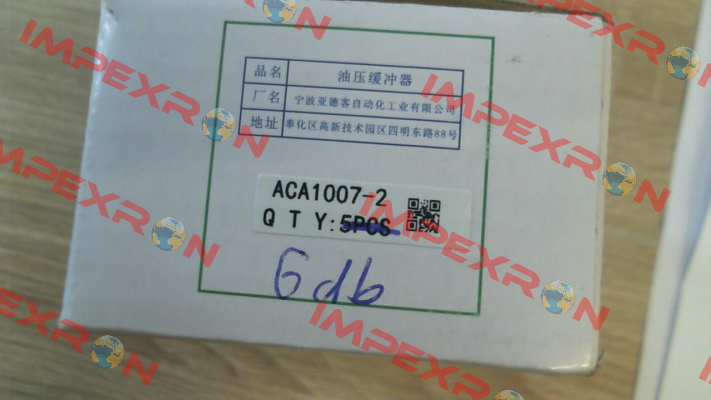 品名 油压缓冲器
厂名 宁波亚德客自动化工业有限公司
地址 奉化区高新技术园区四明东路88号
ACA1007-2
Q T Y:5PCS
6db
IMPEXRON
IMPEXRON
IMPEXRON
IMPEXRON
IMPEXRON
IMPEXRON
IMPEXRON
IMPEXRON